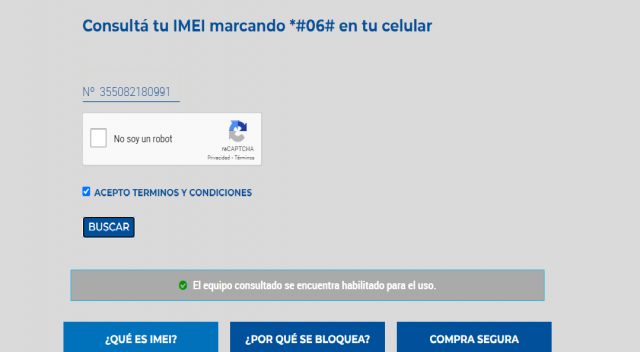 Consultá tu IMEI marcando *#06# en tu celular
Nº 355082180991
No soy un robot
reCAPTCHA
Privacidad - Términos
ACEPTO TERMINOS Y CONDICIONES
BUSCAR
El equipo consultado se encuentra habilitado para el uso.
¿QUÉ ES IMEI? ¿POR QUÉ SE BLOQUEA? COMPRA SEGURA